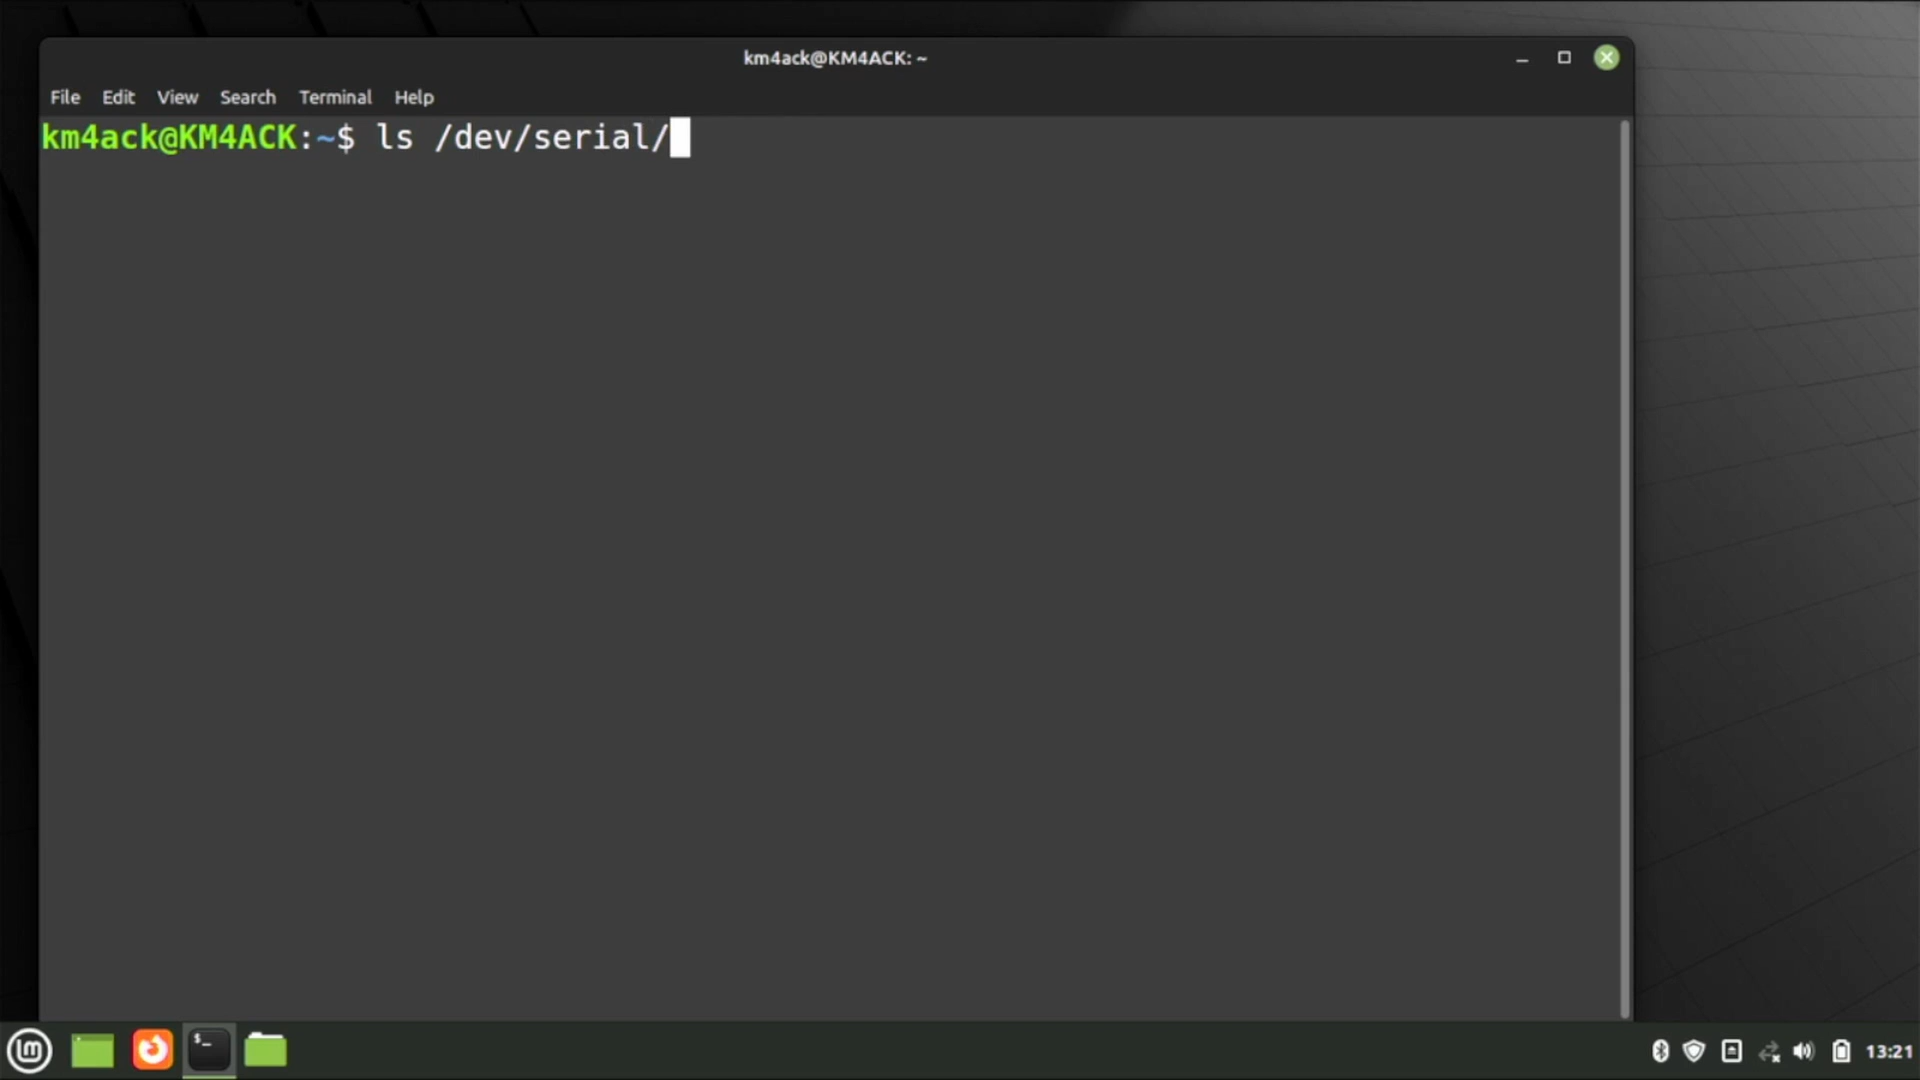 km4ack@KM4ACK: ~
File Edit View Search Terminal Help
km4ack@KM4ACK:~$ ls /dev/serial/
$_
13:21